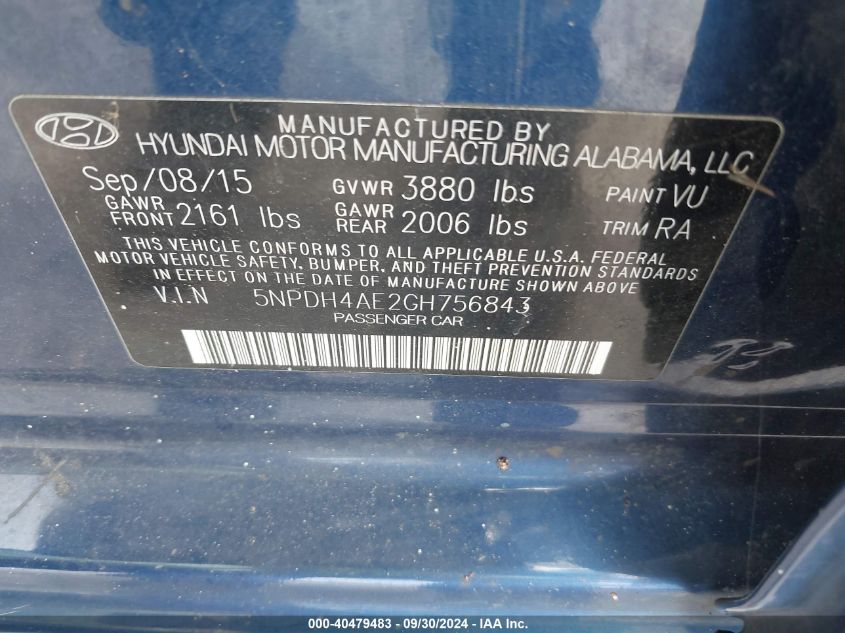 MANUFACTURED BY
HYUNDAI MOTOR MANUFACTURING ALABAMA, LLC
Sep/08/15 GVWR 3880 lbs PAINT VU
GAWR FRONT 2161 lbs GAWR REAR 2006 lbs TRIM RA
THIS VEHICLE CONFORMS TO ALL APPLICABLE U.S.A. FEDERAL
MOTOR VEHICLE SAFETY, BUMPER, AND THEFT PREVENTION STANDARDS
IN EFFECT ON THE DATE OF MANUFACTURE SHOWN ABOVE
V.I.N 5NPDH4AE2GH756843
PASSENGER CAR
000-40479483 - 09/30/2024 - IAA Inc.